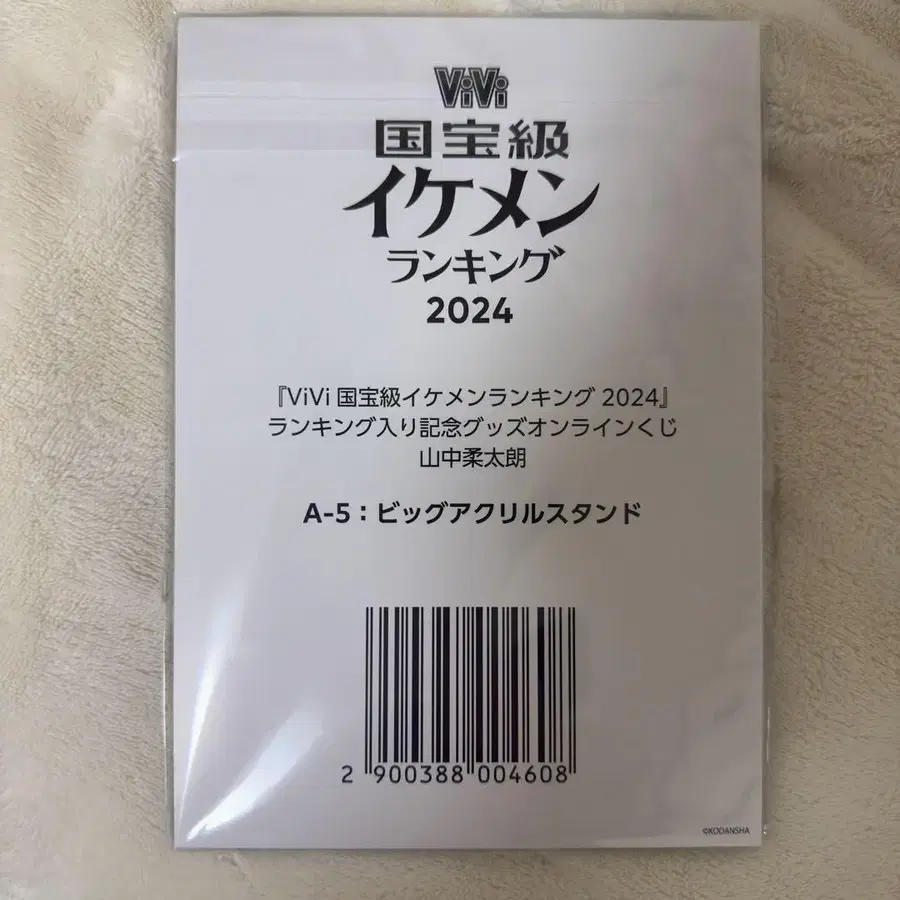 ViVi
国宝級
イケメン
ランキング
2024
『ViVi 国宝級イケメンランキング 2024』
ランキング入り記念グッズオンラインくじ
山中柔太朗
A-5：ビッグアクリルスタンド
2 900388 004608
©KODANSHA